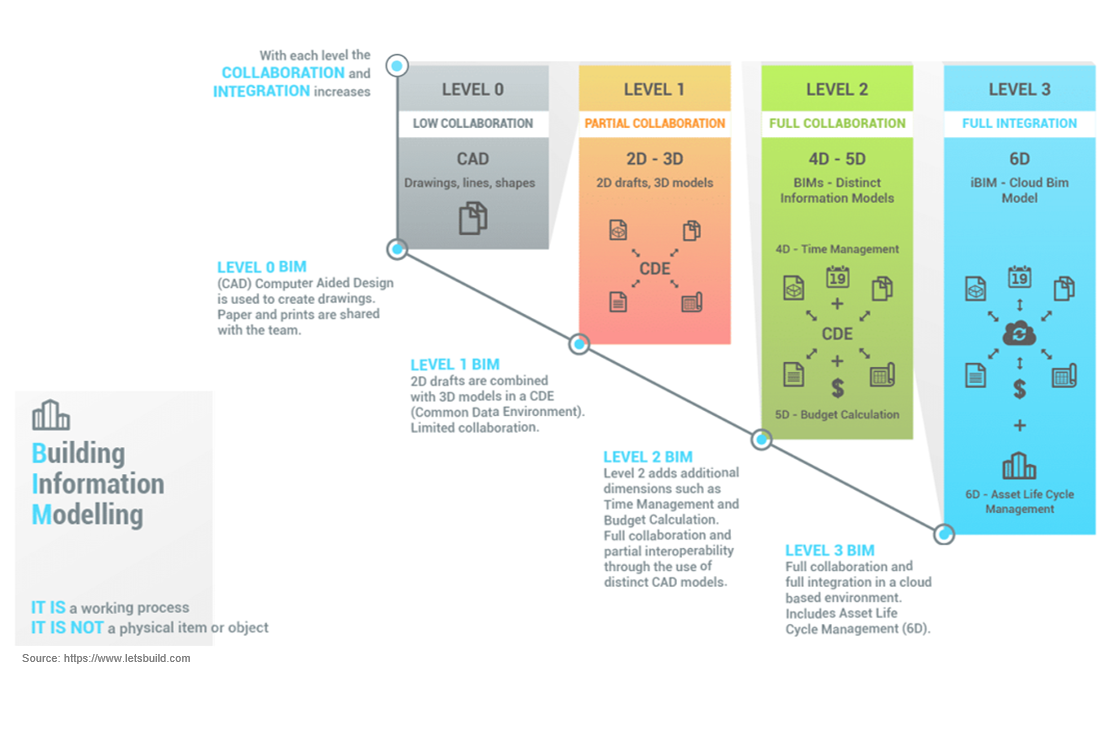 With each level the
COLLABORATION and
INTEGRATION increases
LEVEL 0
LOW COLLABORATION
CAD
Drawings, lines, shapes
LEVEL 0 BIM
(CAD) Computer Aided Design
is used to create drawings.
Paper and prints are shared
with the team.
LEVEL 1
PARTIAL COLLABORATION
2D - 3D
2D drafts, 3D models
CDE
LEVEL 1 BIM
2D drafts are combined
with 3D models in a CDE
(Common Data Environment).
Limited collaboration.
LEVEL 2
FULL COLLABORATION
4D - 5D
BIMs - Distinct
Information Models
4D - Time Management
19
CDE
$
5D - Budget Calculation
LEVEL 2 BIM
Level 2 adds additional
dimensions such as
Time Management and
Budget Calculation.
Full collaboration and
partial interoperability
through the use of
distinct CAD models.
LEVEL 3
FULL INTEGRATION
6D
iBIM - Cloud Bim
Model
19
$
6D - Asset Life Cycle
Management
LEVEL 3 BIM
Full collaboration and
full integration in a cloud
based environment.
Includes Asset Life
Cycle Management (6D).
Building
Information
Modelling
IT IS a working process
IT IS NOT a physical item or object
Source: https://www.letsbuild.com